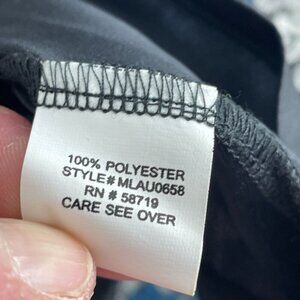 100% POLYESTER
STYLE# MLAU0658
RN # 58719
CARE SEE OVER